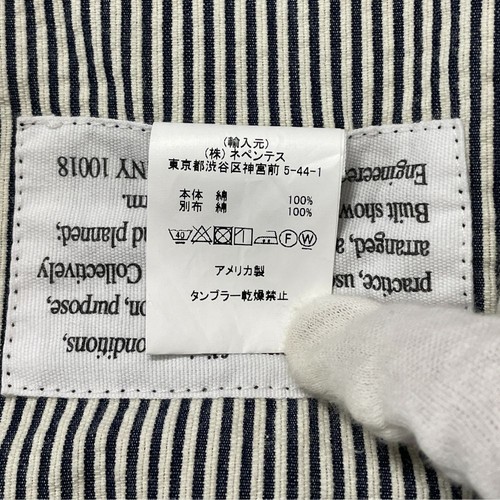 (輸入元)
(株) ネペンテス
東京都渋谷区神宮前 5-44-1
本体 綿 100%
別布 綿 100%
40 F W
アメリカ製
タンブラー乾燥禁止
onditions,
on, purpose,
practice, us Collectively
arranged, a d planned,
Built show m.
Engineere NY 10018